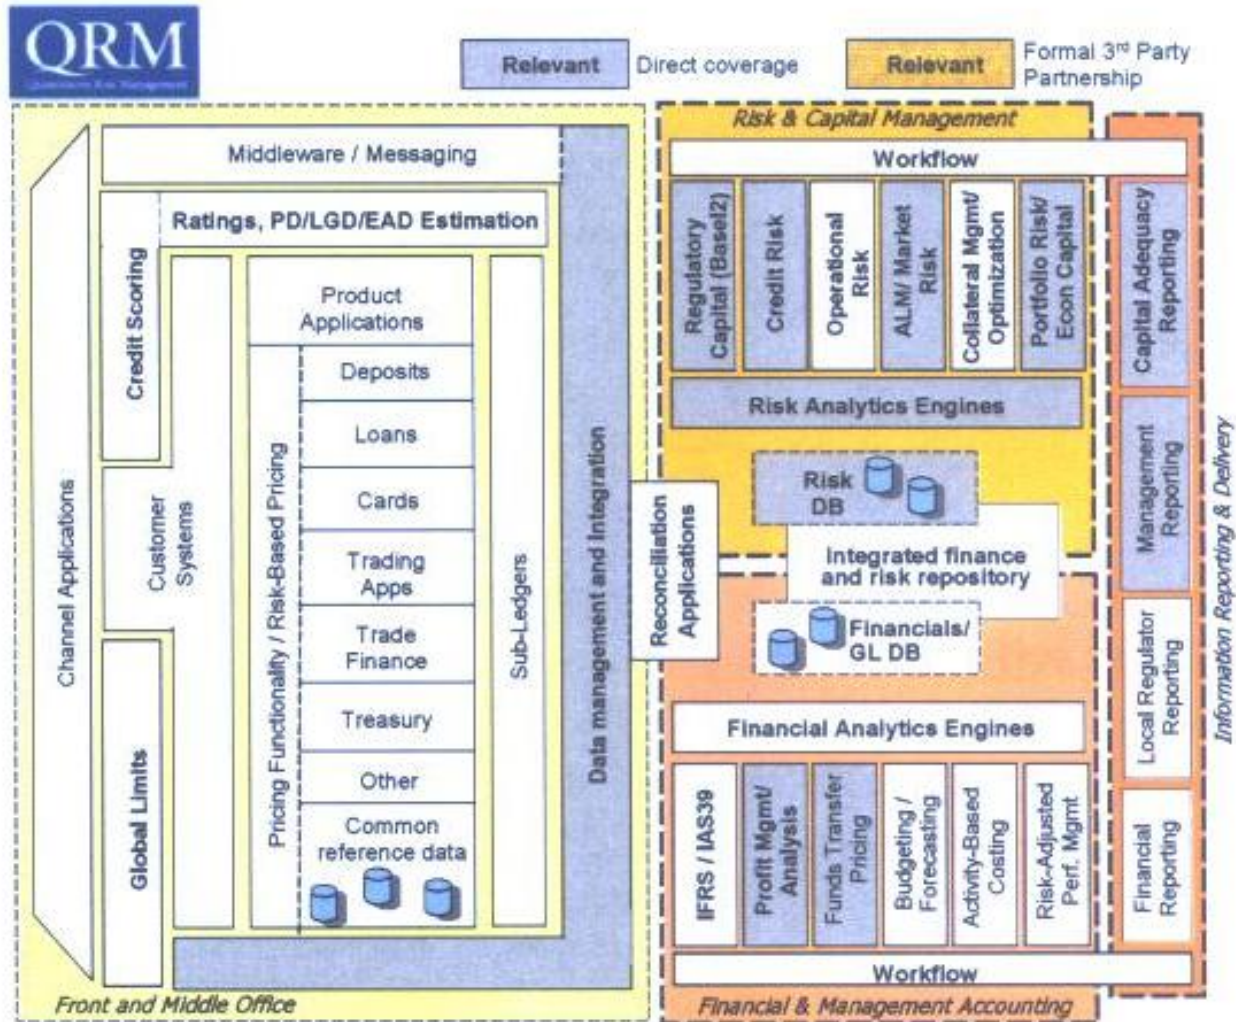 QRM
Quantitative Risk Management
Relevant
Direct coverage
Relevant
Formal 3rd Party
Partnership
Risk & Capital Management
Middleware / Messaging
Workflow
Ratings, PD/LGD/EAD Estimation
Channel Applications
Credit Scoring
Customer
Systems
Global Limits
Pricing Functionality / Risk-Based Pricing
Product
Applications
Deposits
Loans
Cards
Trading
Apps
Trade
Finance
Treasury
Other
Common
reference data
Sub-Ledgers
Data management and Integration
Front and Middle Office
Reconciliation
Applications
Regulatory
Capital (Basel2)
Credit Risk
Operational
Risk
ALM/ Market
Risk
Collateral Mgmt/
Optimization
Portfolio Risk/
Econ Capital
Risk Analytics Engines
Risk
DB
Integrated finance
and risk repository
Financials/
GL DB
Financial Analytics Engines
IFRS / IAS39
Profit Mgmt/
Analysis
Funds Transfer
Pricing
Budgeting /
Forecasting
Activity-Based
Costing
Risk-Adjusted
Perf. Mgmt
Workflow
Financial & Management Accounting
Capital Adequacy
Reporting
Management
Reporting
Local Regulator
Reporting
Financial
Reporting
Information Reporting & Delivery